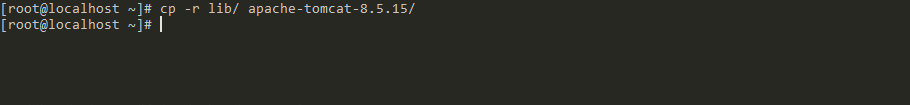 [root@localhost ~]# cp -r lib/ apache-tomcat-8.5.15/
[root@localhost ~]#